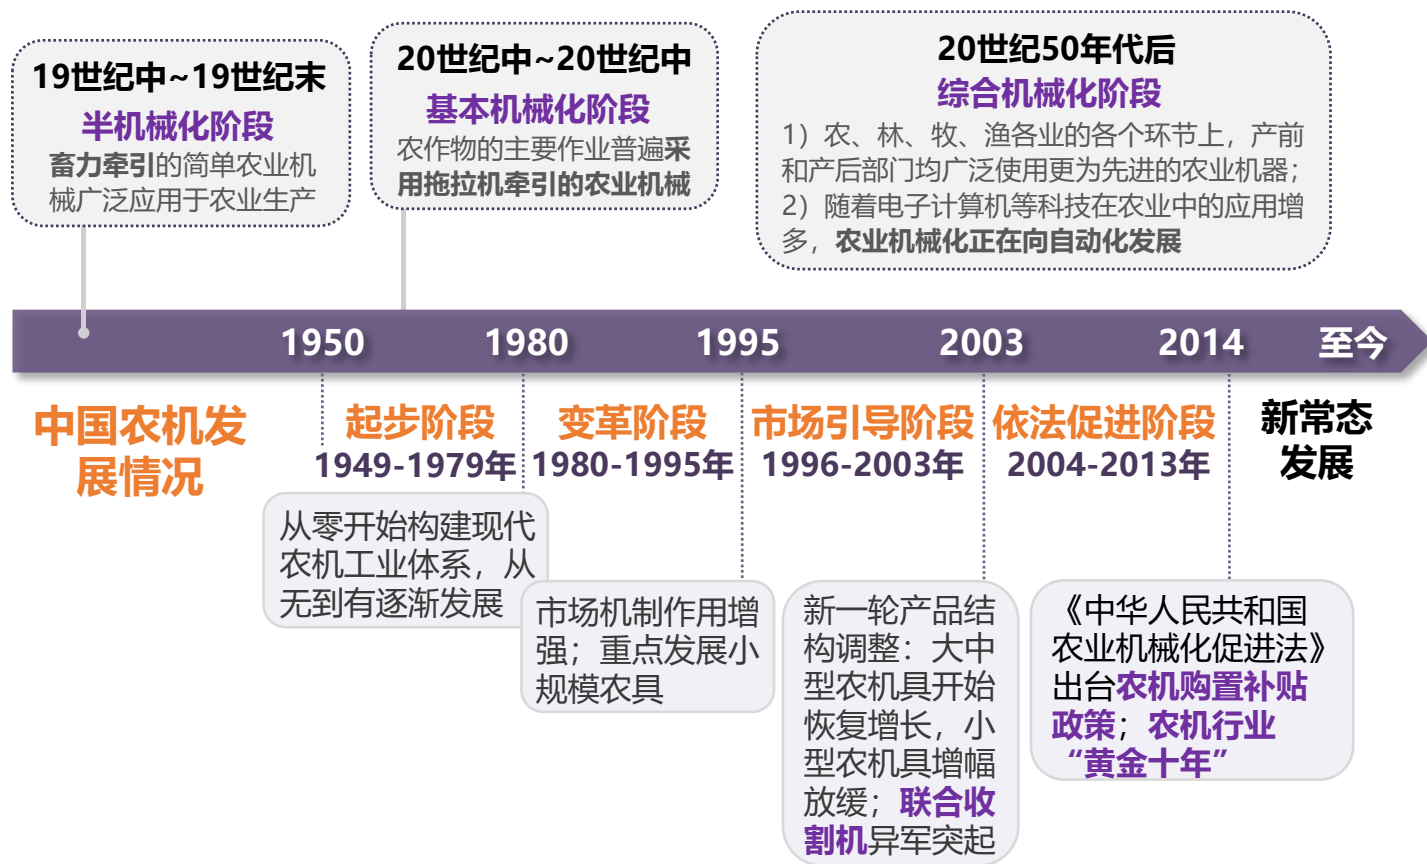 19世纪中~19世纪末
半机械化阶段
畜力牵引的简单农业机
械广泛应用于农业生产
20世纪中~20世纪中
基本机械化阶段
农作物的主要作业普遍采
用拖拉机牵引的农业机械
20世纪50年代后
综合机械化阶段
1）农、林、牧、渔各业的各个环节上，产前
和产后部门均广泛使用更为先进的农业机器；
2）随着电子计算机等科技在农业中的应用增
多，农业机械化正在向自动化发展
1950
1980
1995
2003
2014
至今
中国农机发
展情况
起步阶段
1949-1979年
从零开始构建现代
农机工业体系，从
无到有逐渐发展
变革阶段
1980-1995年
市场机制作用增
强；重点发展小
规模农具
市场引导阶段
1996-2003年
新一轮产品结
构调整：大中
型农机具开始
恢复增长，小
型农机具增幅
放缓；联合收
割机异军突起
依法促进阶段
2004-2013年
《中华人民共和国
农业机械化促进法》
出台农机购置补贴
政策；农机行业
“黄金十年”
新常态
发展